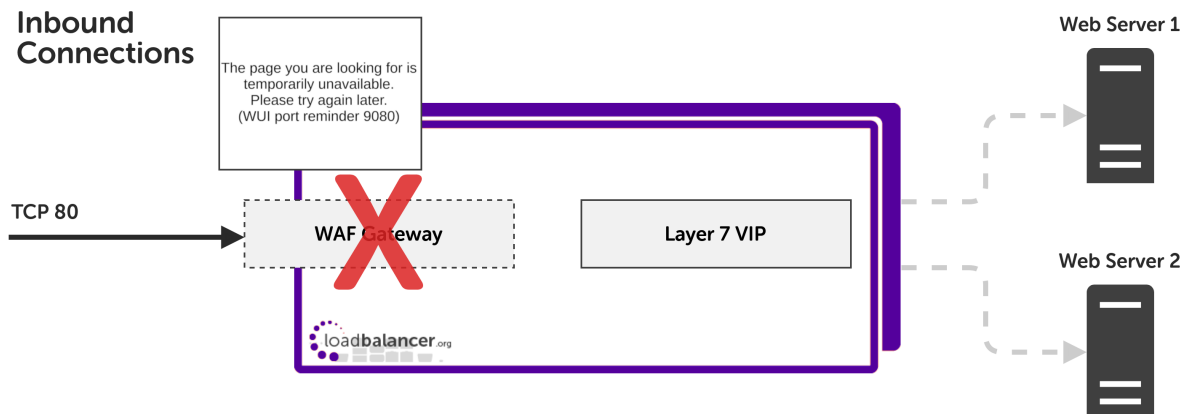 Inbound
Connections
The page you are looking for is
temporarily unavailable.
Please try again later.
(WUI port reminder 9080)
Web Server 1
TCP 80
WAF Gateway
Layer 7 VIP
Web Server 2
loadbalancer.org